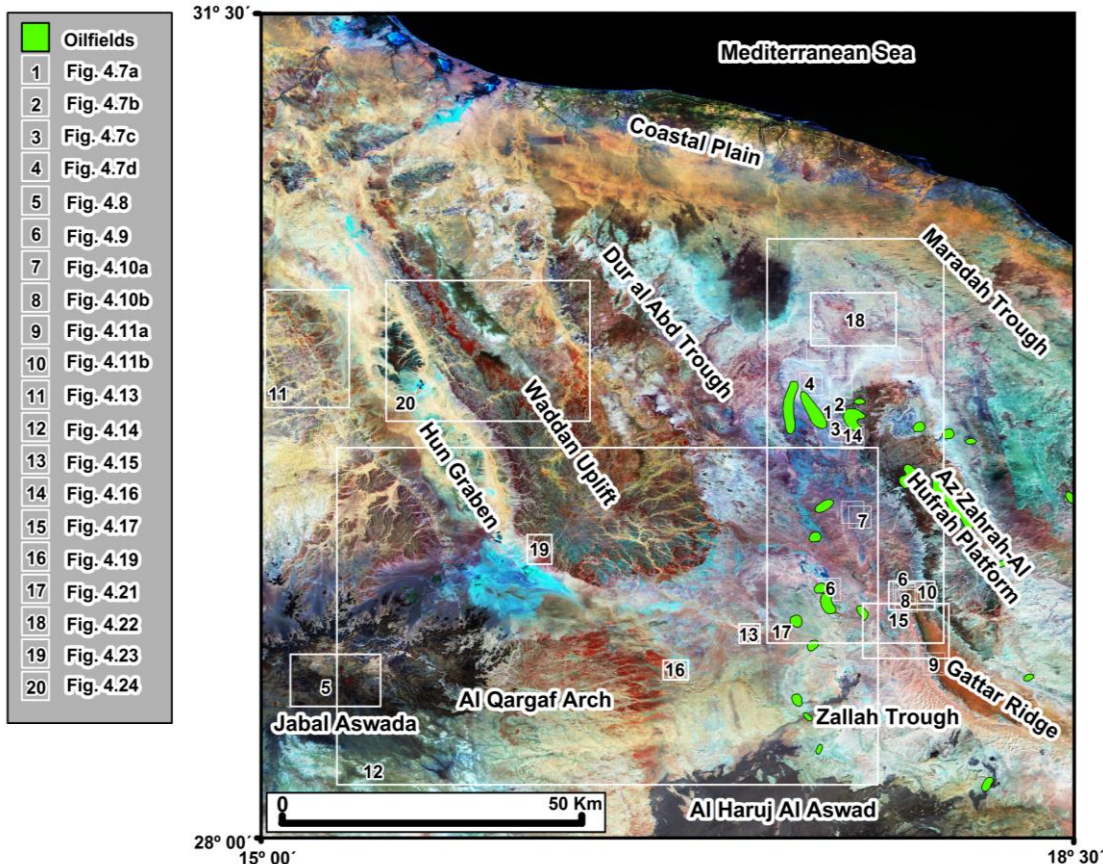 Oilfields
1 Fig. 4.7a
2 Fig. 4.7b
3 Fig. 4.7c
4 Fig. 4.7d
5 Fig. 4.8
6 Fig. 4.9
7 Fig. 4.10a
8 Fig. 4.10b
9 Fig. 4.11a
10 Fig. 4.11b
11 Fig. 4.13
12 Fig. 4.14
13 Fig. 4.15
14 Fig. 4.16
15 Fig. 4.17
16 Fig. 4.19
17 Fig. 4.21
18 Fig. 4.22
19 Fig. 4.23
20 Fig. 4.24
31º 30´
Mediterranean Sea
Coastal Plain
Maradah Trough
Dur al Abd Trough
18
11
20
4
1
2
3
14
Waddan Uplift
Hun Graben
Az Zahrah-Al
Hufrah Platform
7
19
6
6
8
10
13
17
15
16
9
5
Al Qargaf Arch
Gattar Ridge
Jabal Aswada
Zallah Trough
12
0
50 Km
Al Haruj Al Aswad
28º 00´
15º 00´
18º 30´